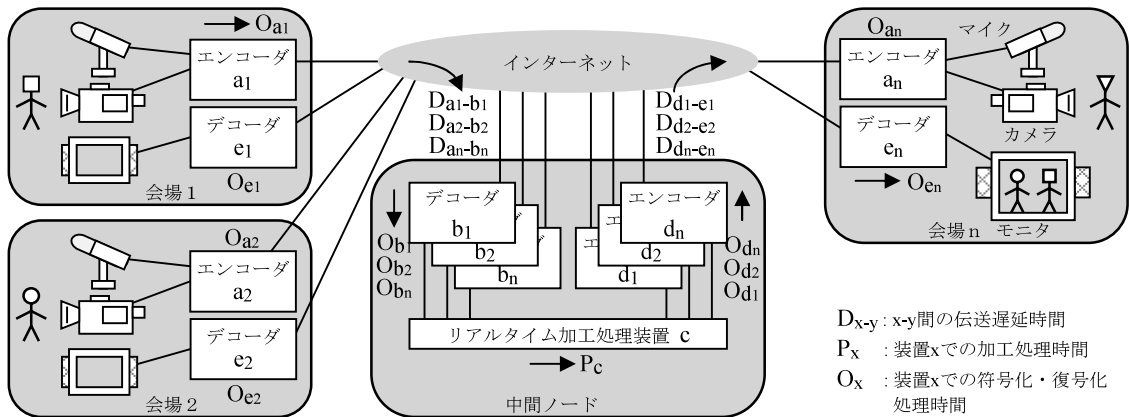 Oa1
エンコーダ
a1
デコーダ
e1
Oe1
会場1
Oa2
エンコーダ
a2
デコーダ
e2
Oe2
会場2
インターネット
Da1-b1
Da2-b2
Dan-bn
Dd1-e1
Dd2-e2
Ddn-en
デコーダ
b1
b2
ダ
bn
Ob1
Ob2
Obn
エンコーダ
dn
エ
d2
エ
d1
Odn
Od2
Od1
リアルタイム加工処理装置 c
Pc
中間ノード
Oan
マイク
エンコーダ
an
デコーダ
en
カメラ
Oen
会場n
モニタ
Dx-y : x-y間の伝送遅延時間
Px : 装置xでの加工処理時間
Ox : 装置xでの符号化・復号化
処理時間